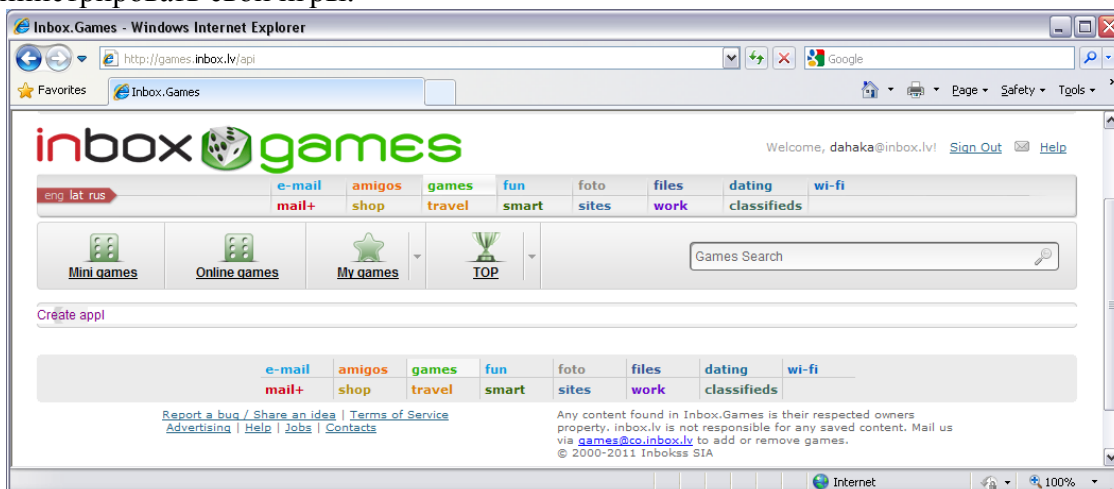 Inbox.Games - Windows Internet Explorer
http://games.inbox.lv/api
Google
Favorites Inbox.Games Page Safety Tools
inbox games
Welcome, dahaka@inbox.lv! Sign Out Help
eng lat rus
e-mail amigos games fun foto files dating wi-fi
mail+ shop travel smart sites work classifieds
Mini games Online games My games TOP Games Search
Create appl
e-mail amigos games fun foto files dating wi-fi
mail+ shop travel smart sites work classifieds
Report a bug / Share an idea | Terms of Service
Advertising | Help | Jobs | Contacts
Any content found in Inbox.Games is their respected owners
property. inbox.lv is not responsible for any saved content. Mail us
via games@co.inbox.lv to add or remove games.
© 2000-2011 Inbokss SIA
Internet 100%